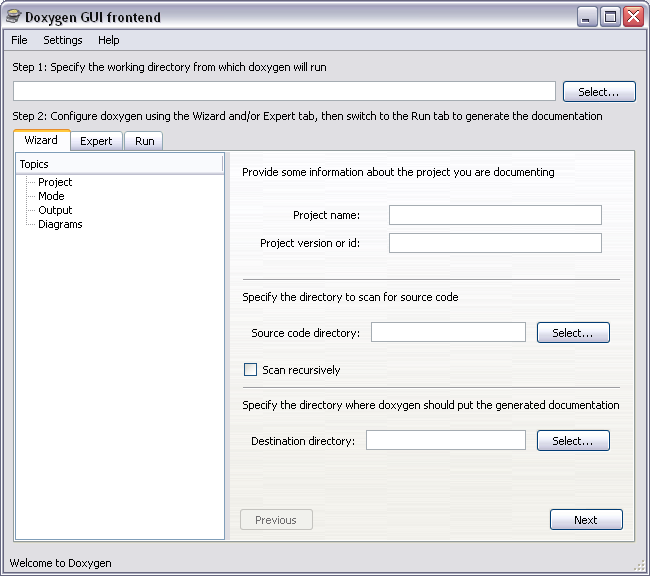 Doxygen GUI frontend
File Settings Help
Step 1: Specify the working directory from which doxygen will run
Select...
Step 2: Configure doxygen using the Wizard and/or Expert tab, then switch to the Run tab to generate the documentation
Wizard Expert Run
Topics
Project
Mode
Output
Diagrams
Provide some information about the project you are documenting
Project name:
Project version or id:
Specify the directory to scan for source code
Source code directory: Select...
Scan recursively
Specify the directory where doxygen should put the generated documentation
Destination directory: Select...
Previous Next
Welcome to Doxygen